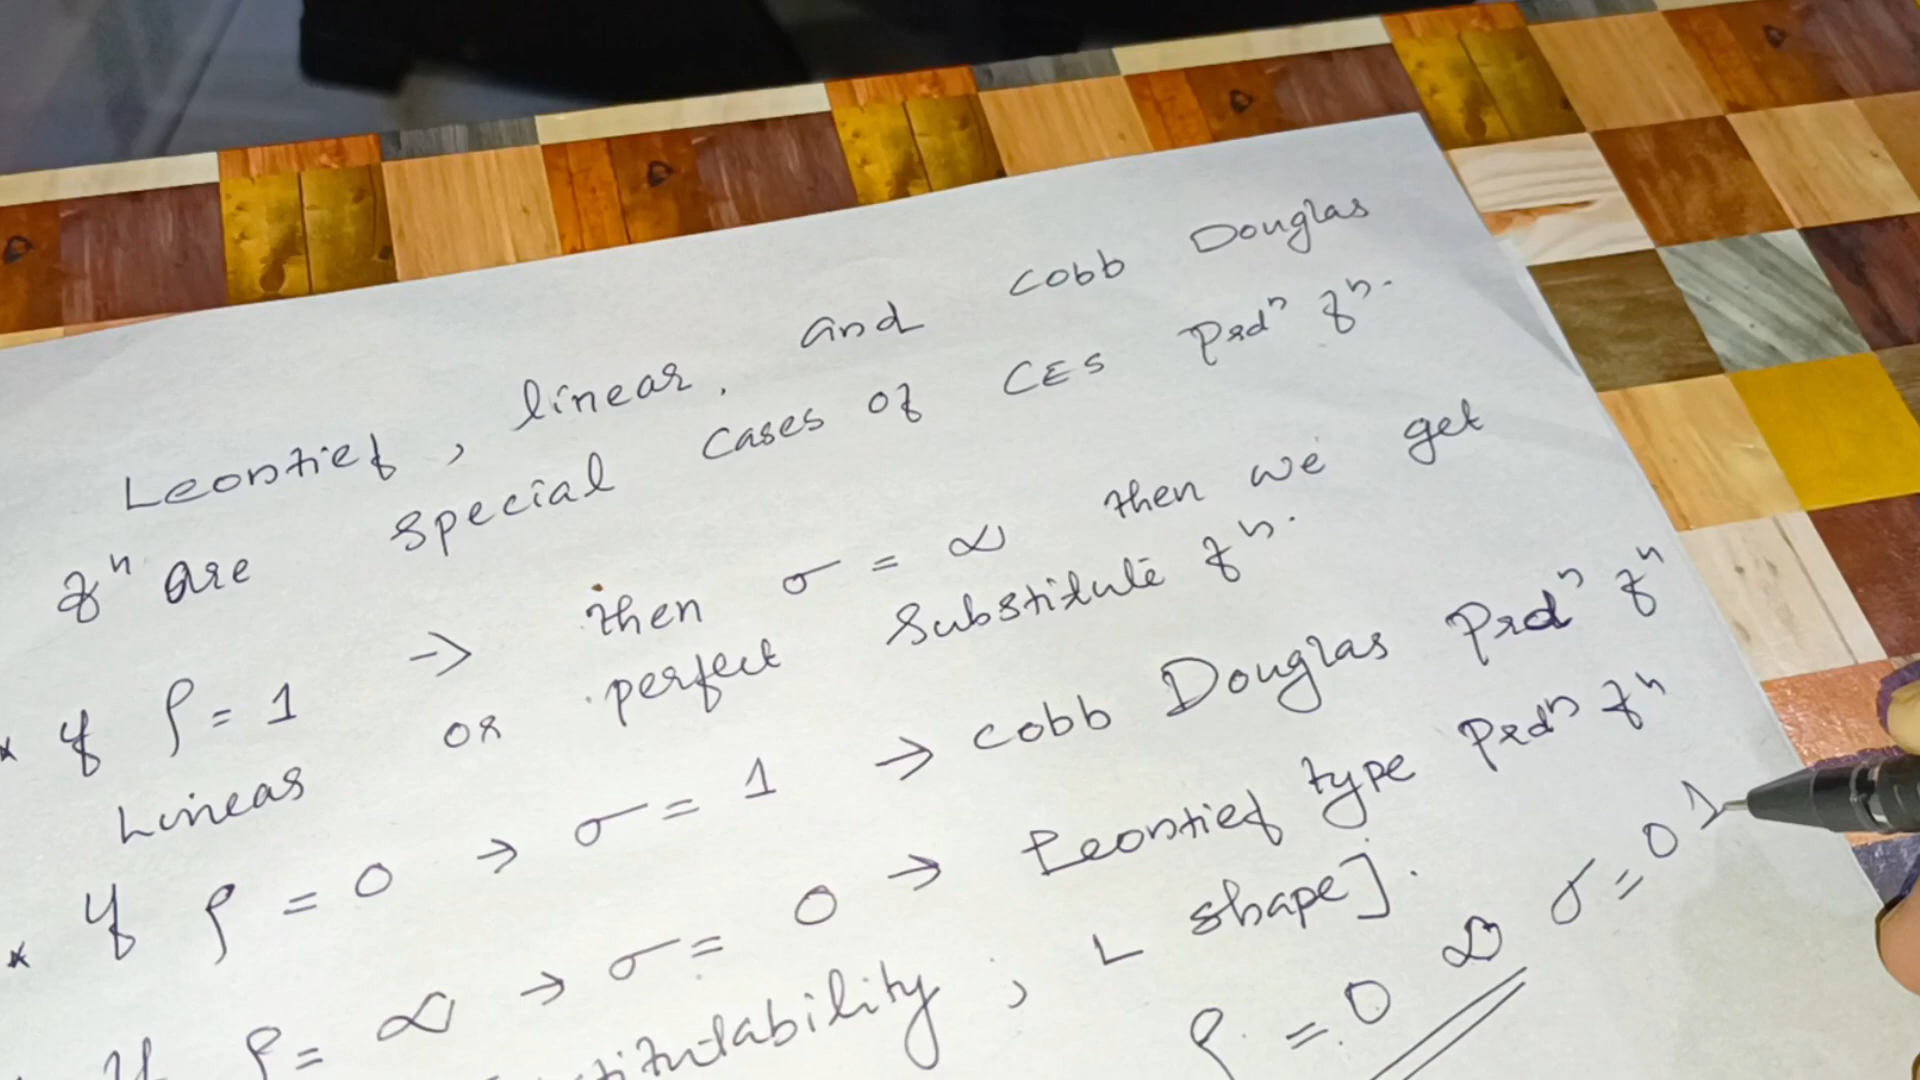 Leontief, linear, and Cobb Douglas
fⁿ are special cases of CES Prdⁿ fⁿ.
* If ρ = 1 → then σ = ∞ then we get
Linear or perfect Substitute fⁿ.
* If ρ = 0 → σ = 1 → Cobb Douglas Prdⁿ fⁿ
If ρ = ∞ → σ = 0 → [Leontief type Prdⁿ fⁿ
; L shape].
ρ = 0 ∞ σ = 0 1